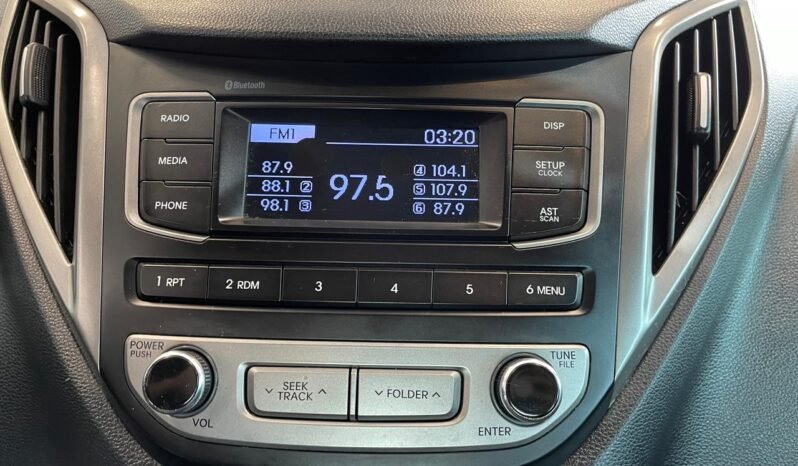 Bluetooth
RADIO
MEDIA
PHONE
FM1 03:20
87.9
88.1 2
98.1 3
97.5
4 104.1
5 107.9
6 87.9
DISP
SETUP
CLOCK
AST
SCAN
1 RPT 2 RDM 3 4 5 6 MENU
POWER
PUSH
VOL
SEEK
TRACK
FOLDER
TUNE
FILE
ENTER